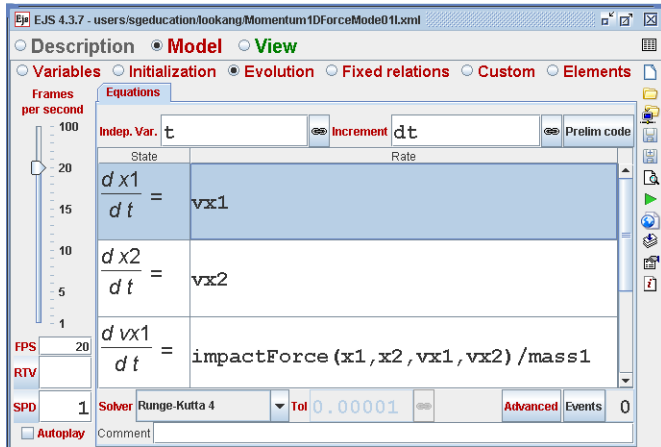 EJS 4.3.7 - users/sgeducation/lookang/Momentum1DForceMode01l.xml
Description Model View
Variables Initialization Evolution Fixed relations Custom Elements
Frames
per second
100
20
15
10
5
1
FPS 20
RTV
SPD 1
Autoplay
Equations
Indep. Var. t Increment dt Prelim code
State Rate
d x1
d t
=
vx1
d x2
d t
=
vx2
d vx1
d t
=
impactForce(x1,x2,vx1,vx2)/mass1
Solver Runge-Kutta 4 Tol 0.00001 Advanced Events 0
Comment